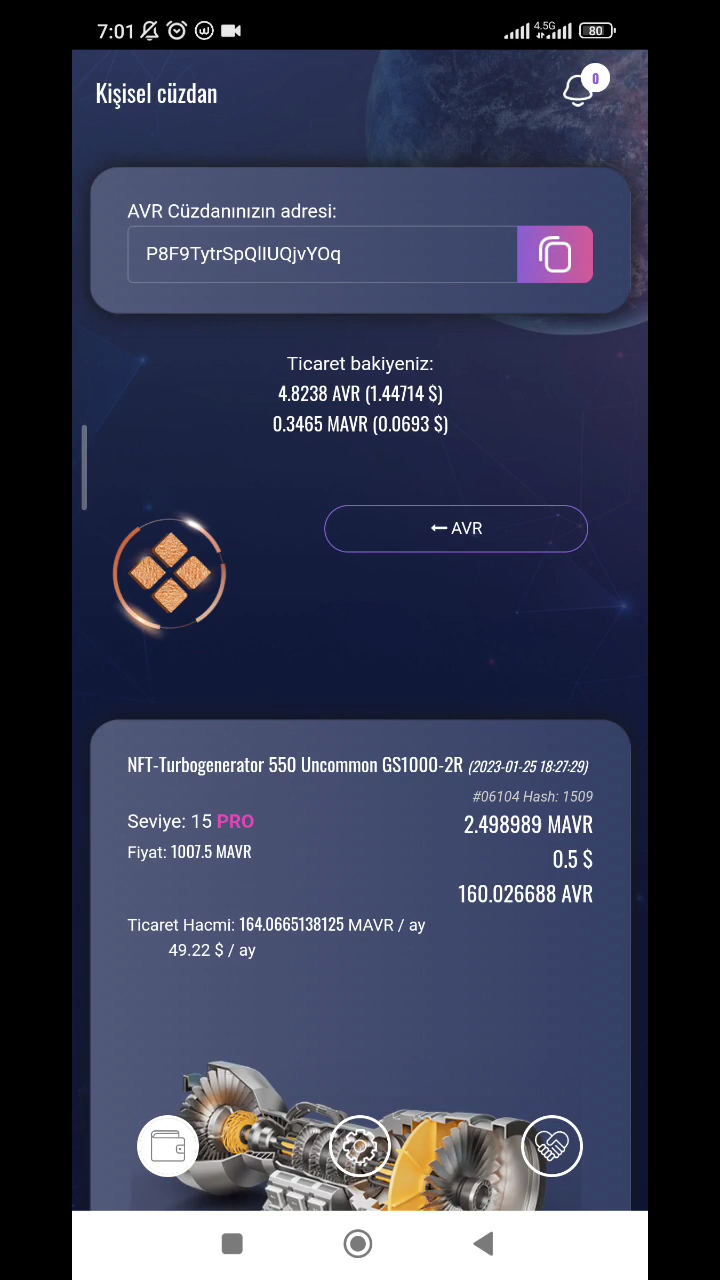 7:01 4.5G 80
Kişisel cüzdan 0
AVR Cüzdanınızın adresi:
P8F9TytrSpQlIUQjvYOq
Ticaret bakiyeniz:
4.8238 AVR (1.44714 $)
0.3465 MAVR (0.0693 $)
← AVR
NFT-Turbogenerator 550 Uncommon GS1000-2R (2023-01-25 18:27:29)
#06104 Hash: 1509
Seviye: 15 PRO 2.498989 MAVR
Fiyat: 1007.5 MAVR 0.5 $
160.026688 AVR
Ticaret Hacmi: 164.0665138125 MAVR / ay
49.22 $ / ay